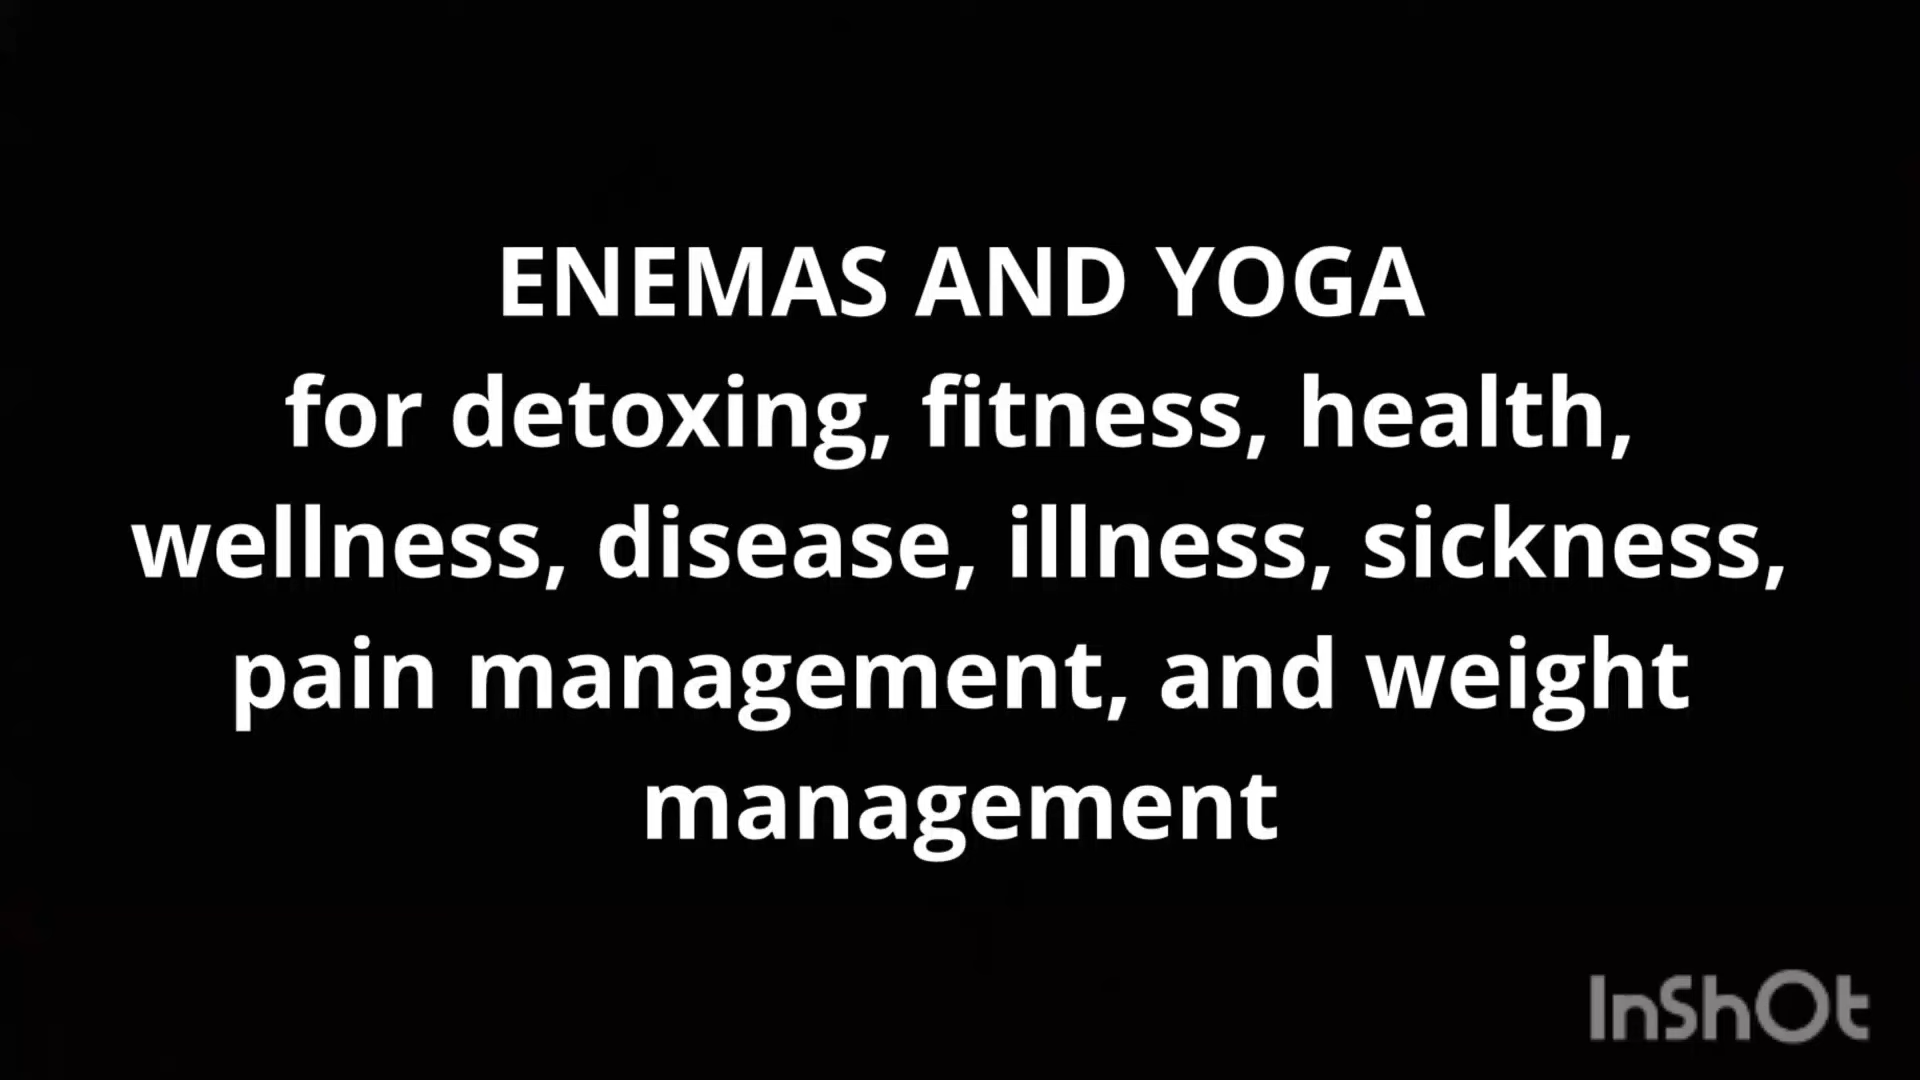 ENEMAS AND YOGA
for detoxing, fitness, health,
wellness, disease, illness, sickness,
pain management, and weight
management
InShOt